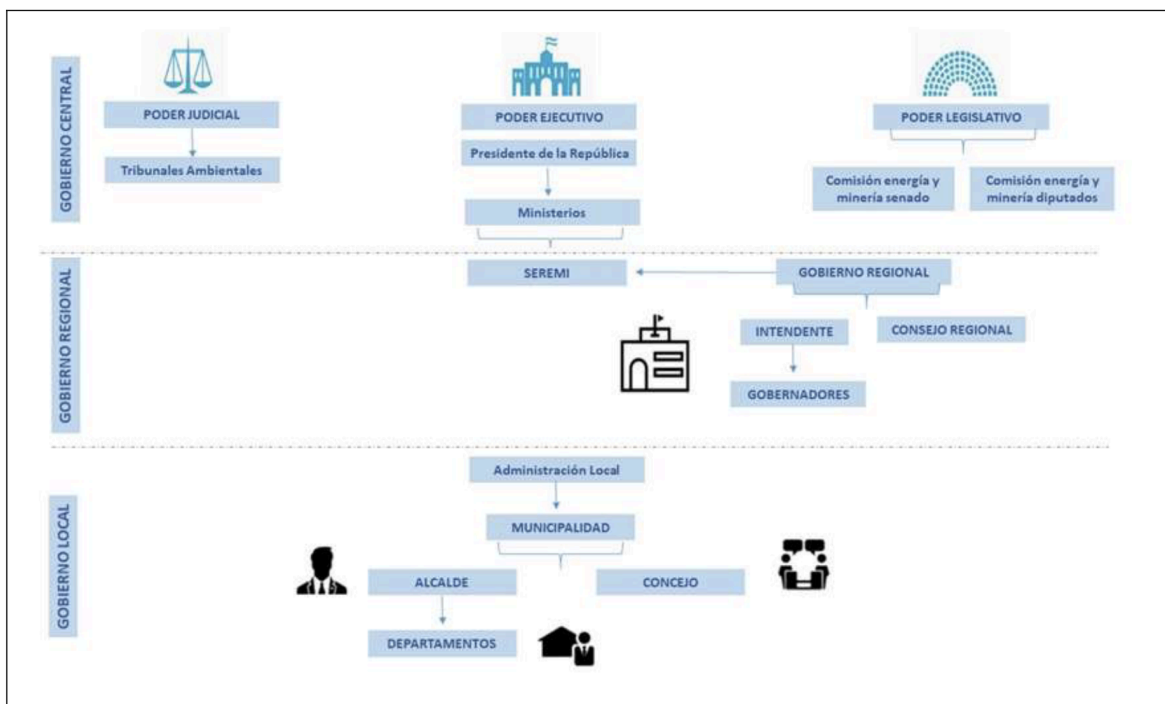 GOBIERNO CENTRAL
PODER JUDICIAL
Tribunales Ambientales
PODER EJECUTIVO
Presidente de la República
Ministerios
PODER LEGISLATIVO
Comisión energía y
minería senado
Comisión energía y
minería diputados
GOBIERNO REGIONAL
SEREMI
GOBIERNO REGIONAL
INTENDENTE
CONSEJO REGIONAL
GOBERNADORES
GOBIERNO LOCAL
Administración Local
MUNICIPALIDAD
ALCALDE
CONCEJO
DEPARTAMENTOS